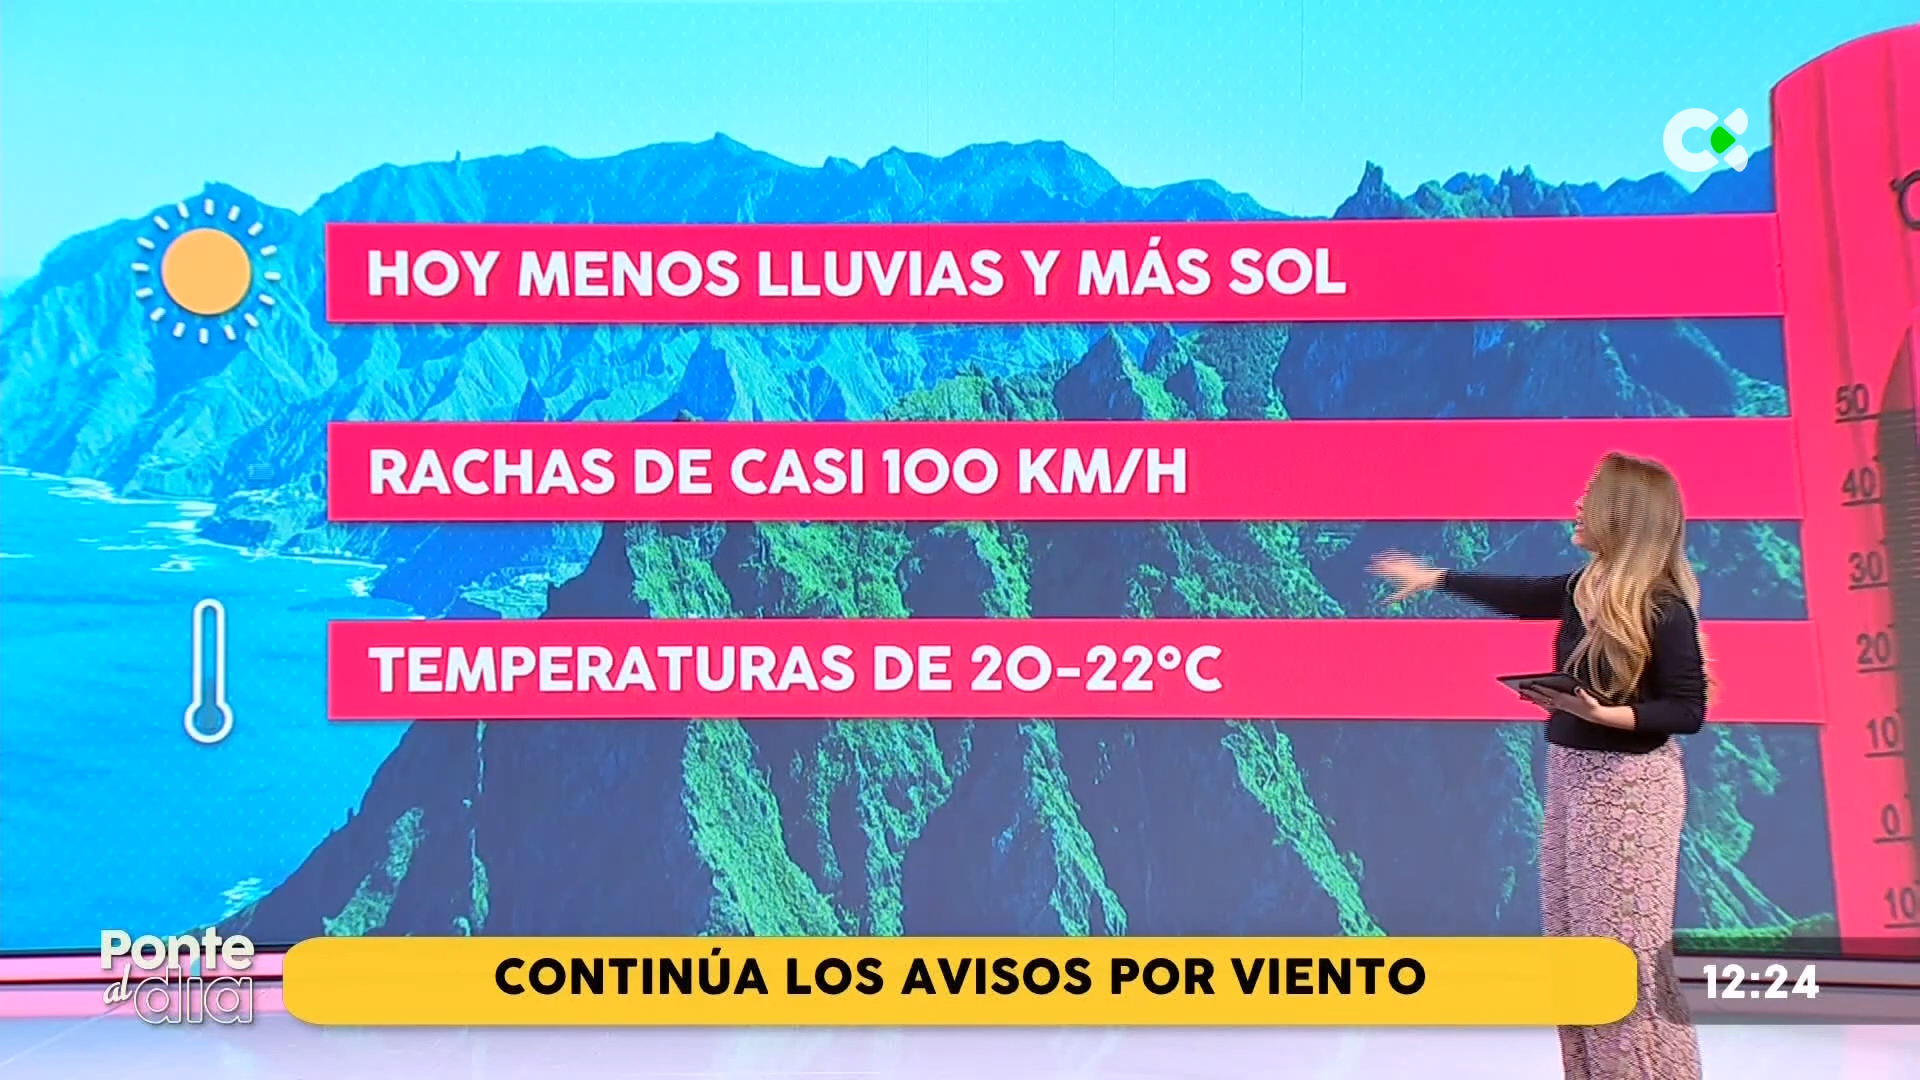 HOY MENOS LLUVIAS Y MÁS SOL
RACHAS DE CASI 100 KM/H
TEMPERATURAS DE 20-22°C
50
40
30
20
10
0
10
Ponte al día
CONTINÚA LOS AVISOS POR VIENTO
12:24